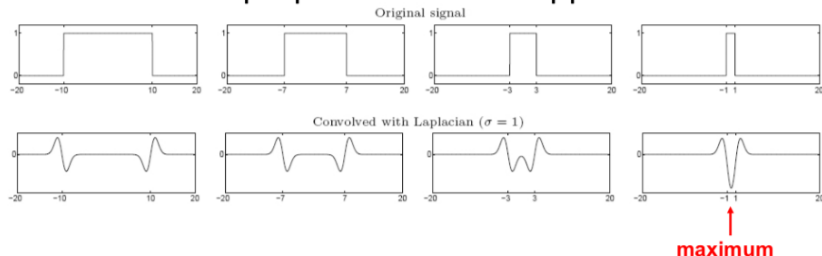 Original signal
1 1 1 1
0 0 0 0
−20 −10 10 20 −20 −7 7 20 −20 −3 3 20 −20 −1 1 20
Convolved with Laplacian (σ = 1)
0 0 0 0
−20 −10 10 20 −20 −7 7 20 −20 −3 3 20 −20 −1 1 20
maximum